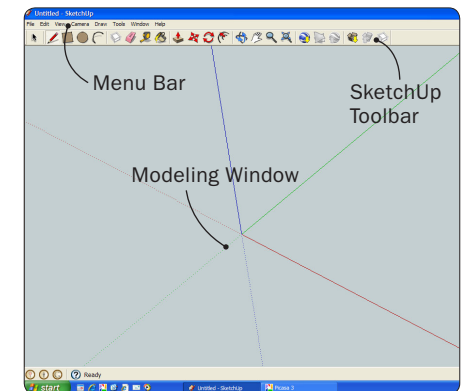 Untitled - SketchUp
File Edit View Camera Draw Tools Window Help
Menu Bar
SketchUp
Toolbar
Modeling Window
Ready
start
Untitled - SketchUp
Picasa 3